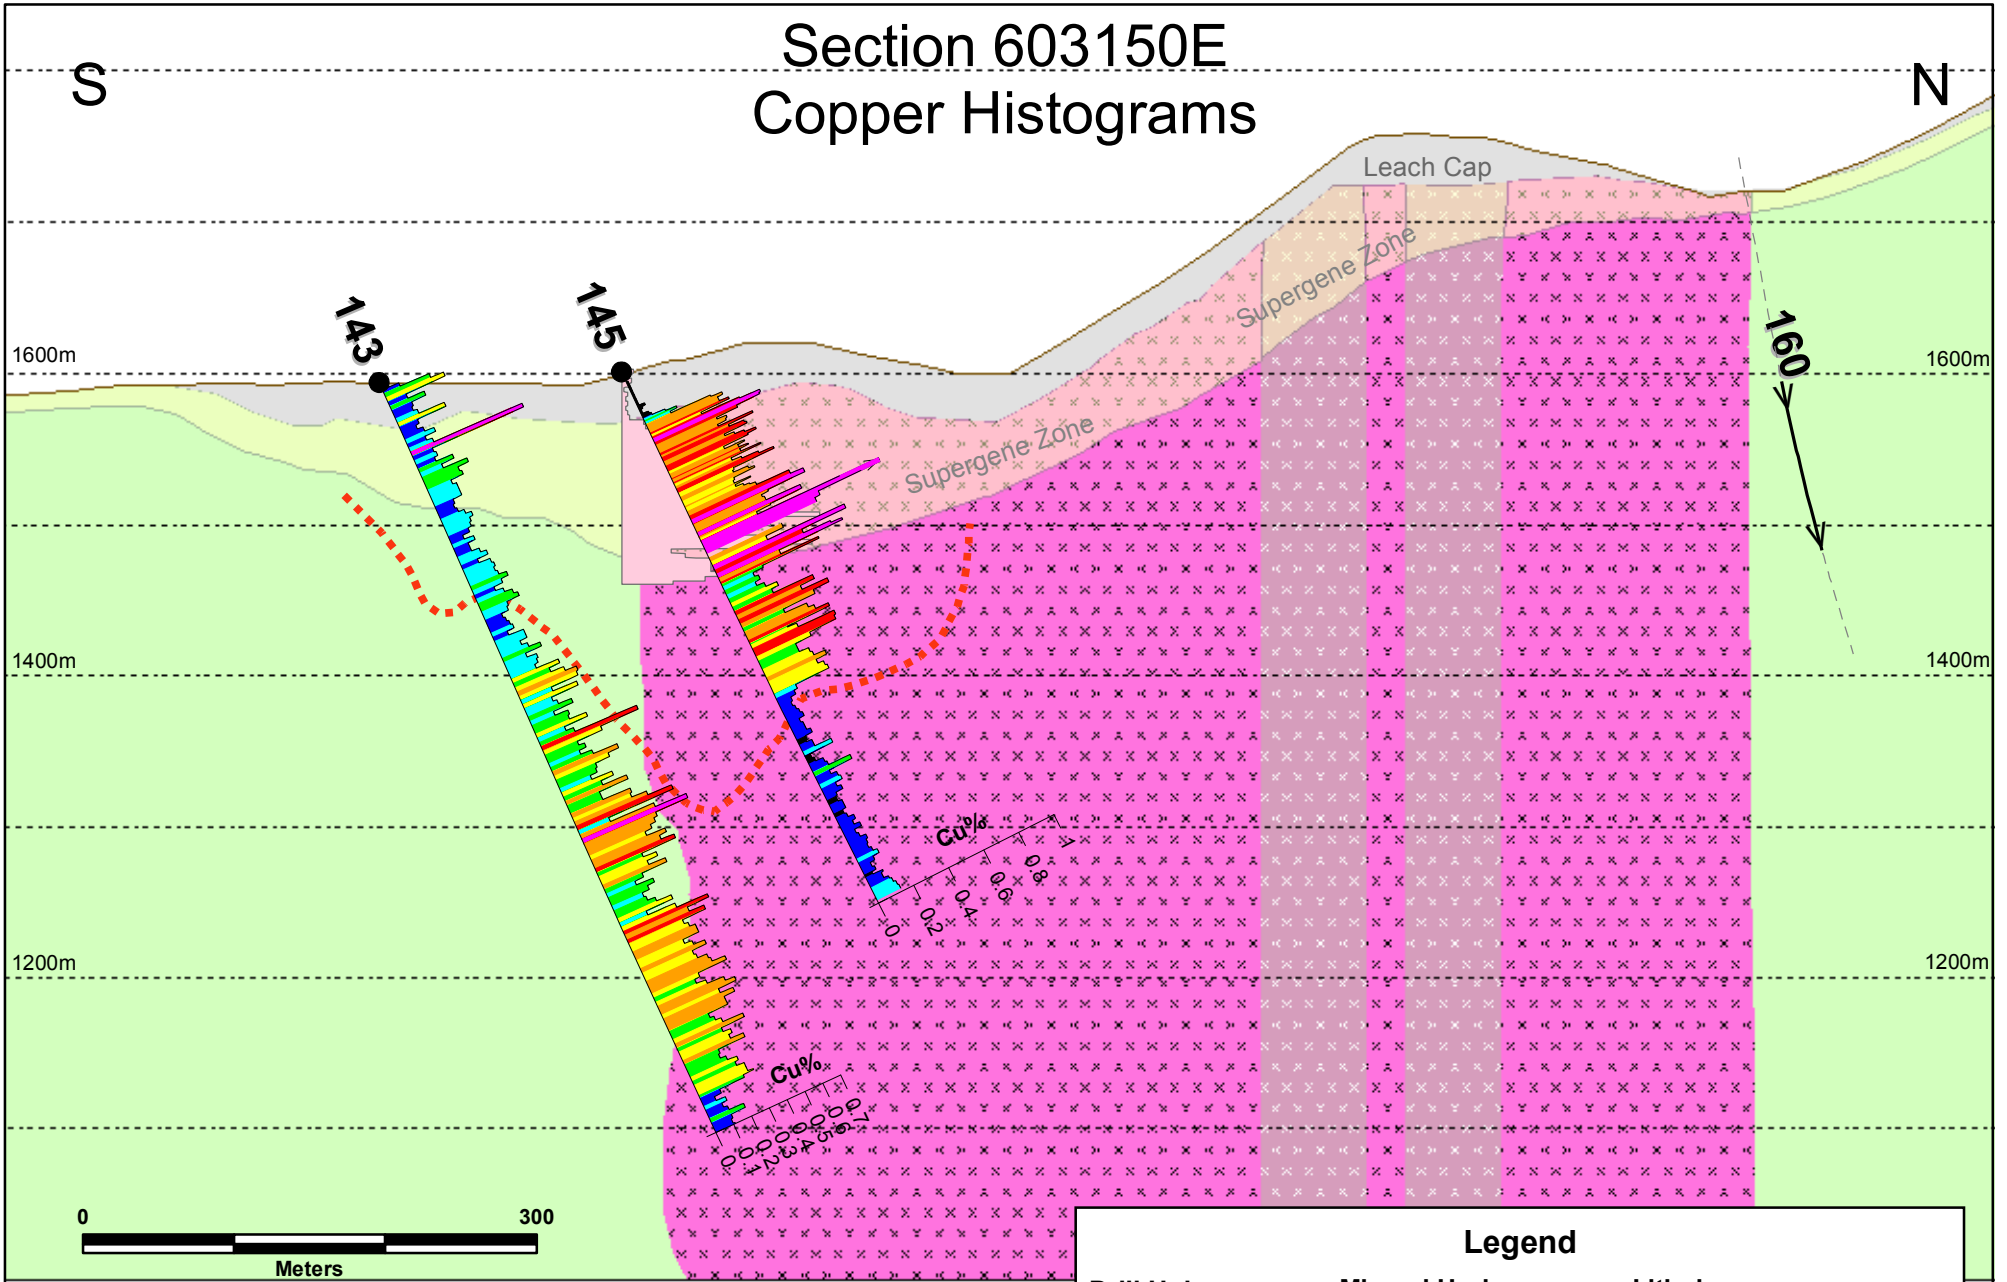 Section 603150E
S
N
Copper Histograms
Leach Cap
Supergene Zone
143
145
160
1600m
1600m
Supergene Zone
1400m
1400m
Cu%
0
0.2
0.4
0.6
0.8
1
1200m
1200m
Cu%
0
0.1
0.2
0.3
0.4
0.5
0.6
0.7
0
300
Meters
Legend